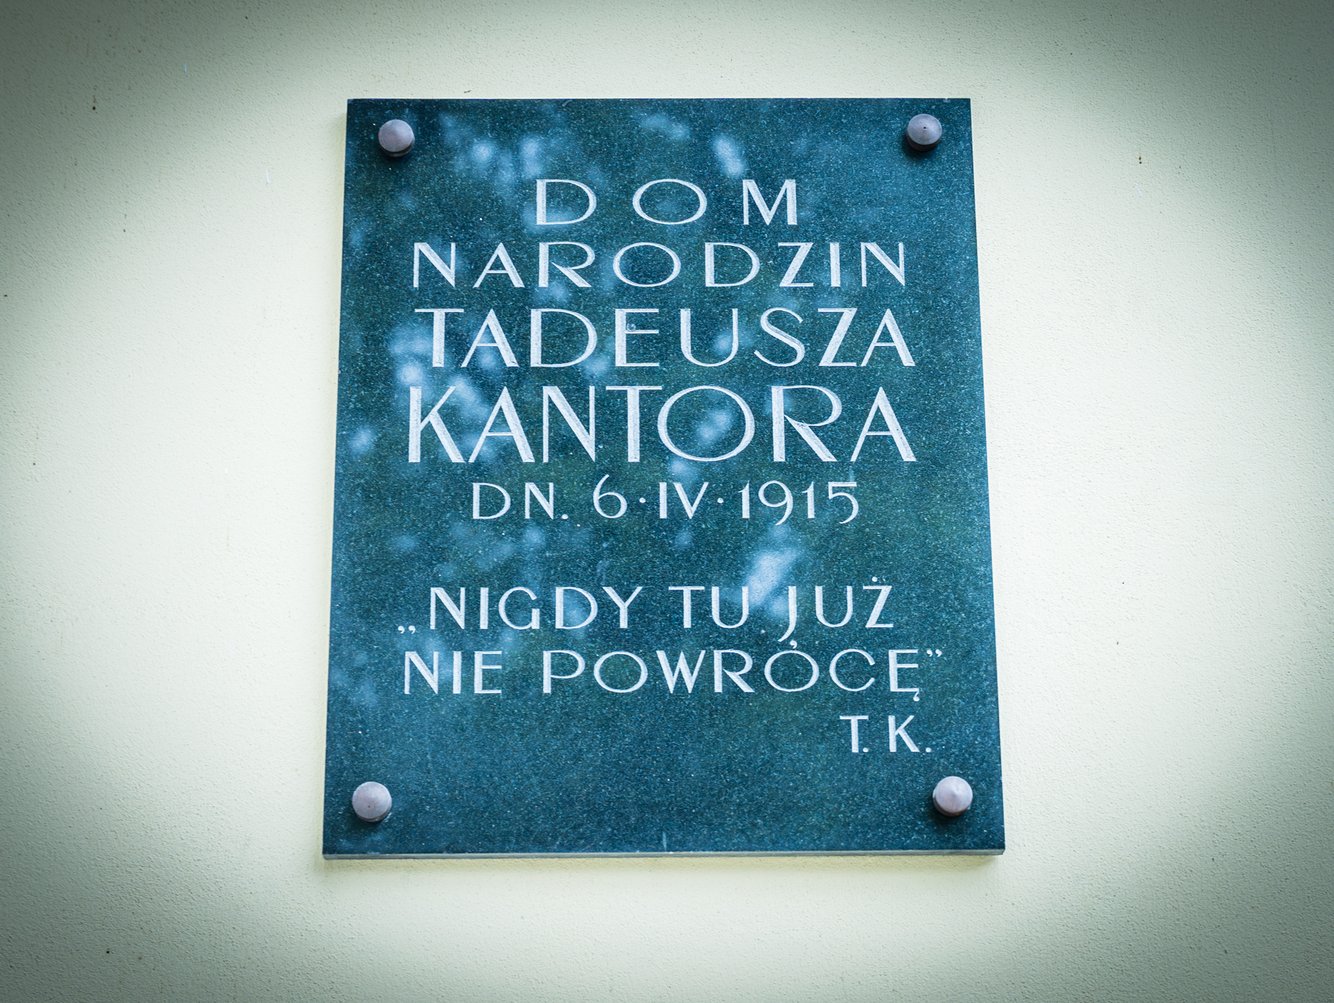 DOM
NARODZIN
TADEUSZA
KANTORA
DN. 6·IV·1915
„NIGDY TU JUŻ
NIE POWRÓCĘ”
T. K.